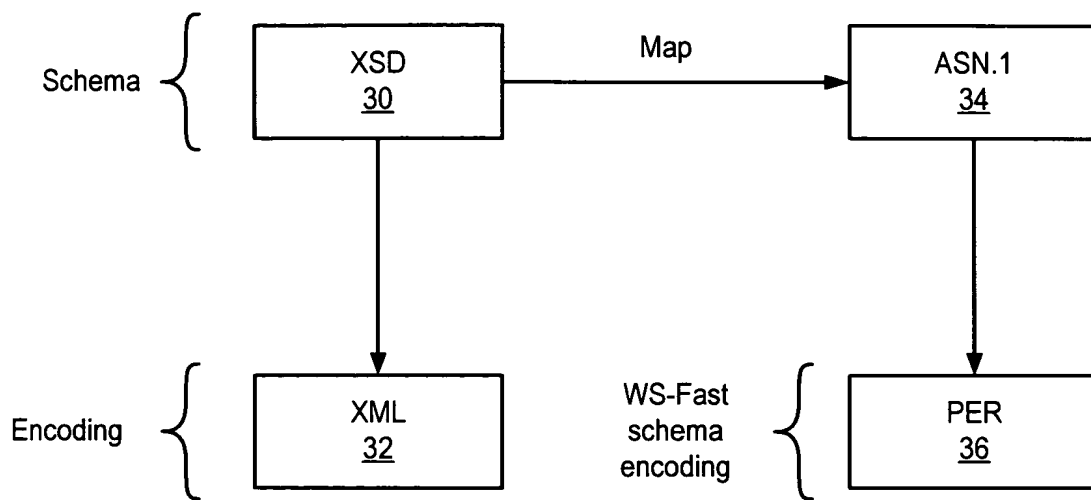 Schema
XSD
30
Map
ASN.1
34
Encoding
XML
32
WS-Fast
schema
encoding
PER
36